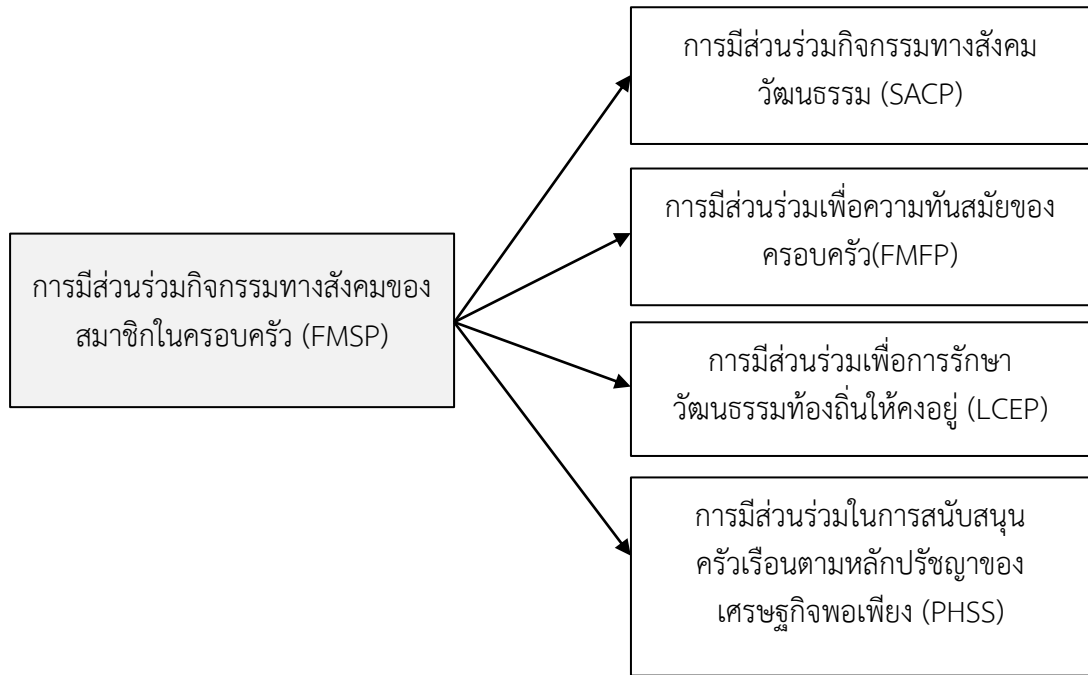 การมีส่วนร่วมกิจกรรมทางสังคม
วัฒนธรรม (SACP)
การมีส่วนร่วมเพื่อความทันสมัยของ
ครอบครัว(FMFP)
การมีส่วนร่วมกิจกรรมทางสังคมของ
สมาชิกในครอบครัว (FMSP)
การมีส่วนร่วมเพื่อการรักษา
วัฒนธรรมท้องถิ่นให้คงอยู่ (LCEP)
การมีส่วนร่วมในการสนับสนุน
ครัวเรือนตามหลักปรัชญาของ
เศรษฐกิจพอเพียง (PHSS)